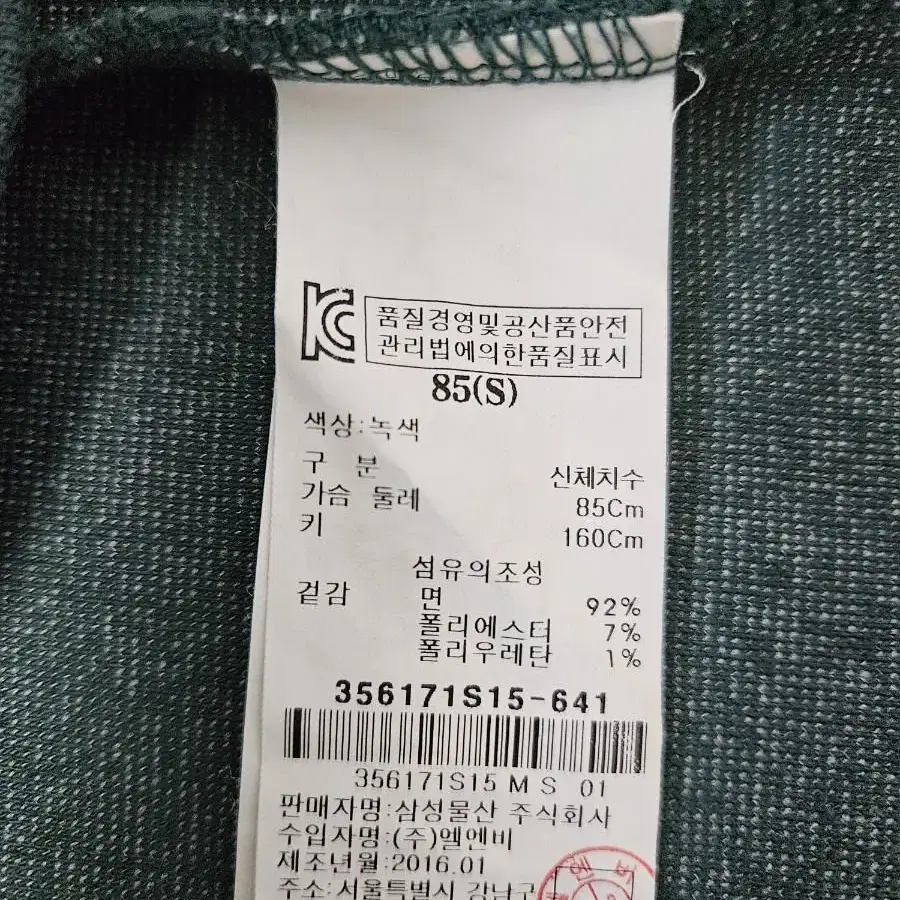 KC
품질경영및공산품안전
관리법에의한품질표시
85(S)
색상:녹색
구 분 신체치수
가슴 둘레 85Cm
키 160Cm
섬유의조성
겉감 면 92%
폴리에스터 7%
폴리우레탄 1%
356171S15-641
356171S15 M S 01
판매자명:삼성물산 주식회사
수입자명:(주)엘엔비
제조년월:2016.01
주소:서울특별시 강남구